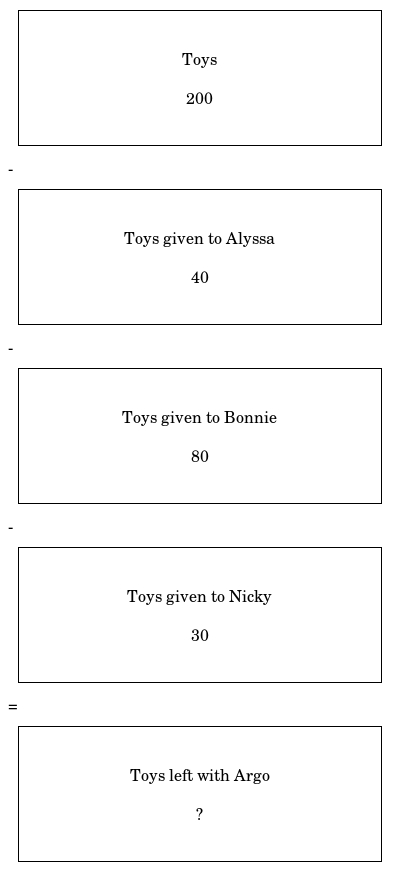 Toys
200
-
Toys given to Alyssa
40
-
Toys given to Bonnie
80
-
Toys given to Nicky
30
=
Toys left with Argo
?